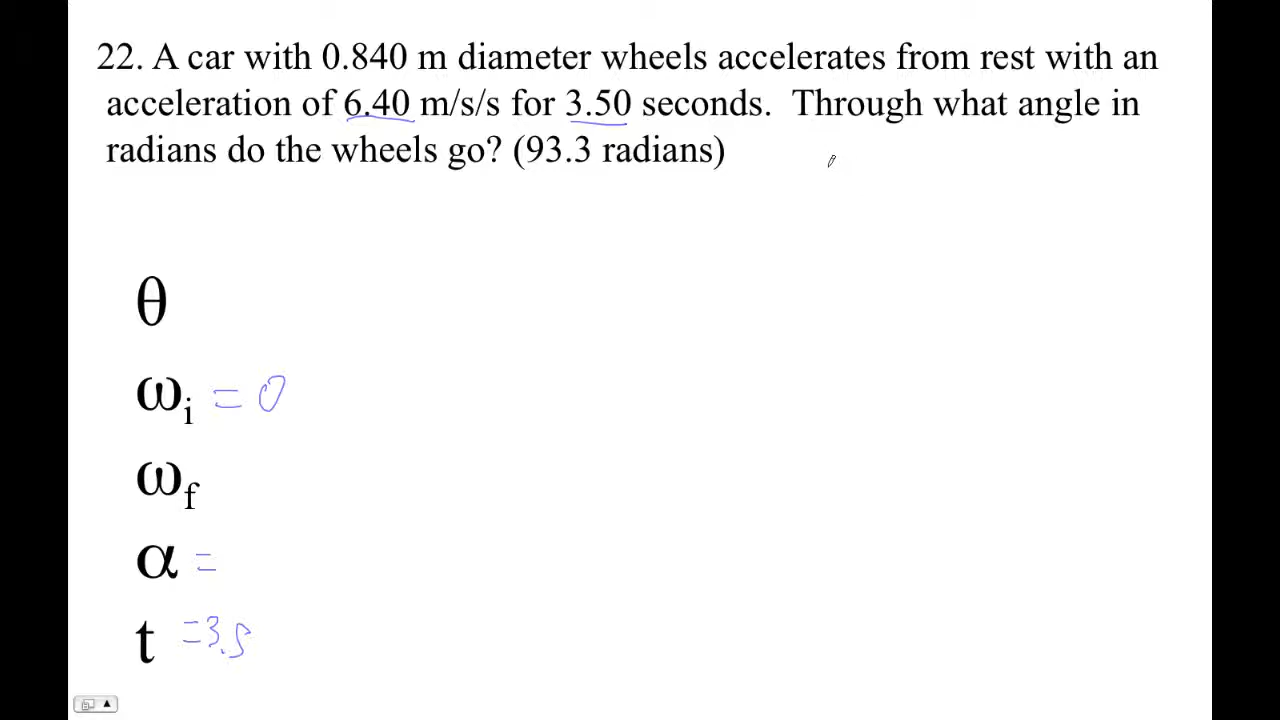 22. A car with 0.840 m diameter wheels accelerates from rest with an
acceleration of 6.40 m/s/s for 3.50 seconds. Through what angle in
radians do the wheels go? (93.3 radians)
θ
ωi = 0
ωf
α =
t = 3.5